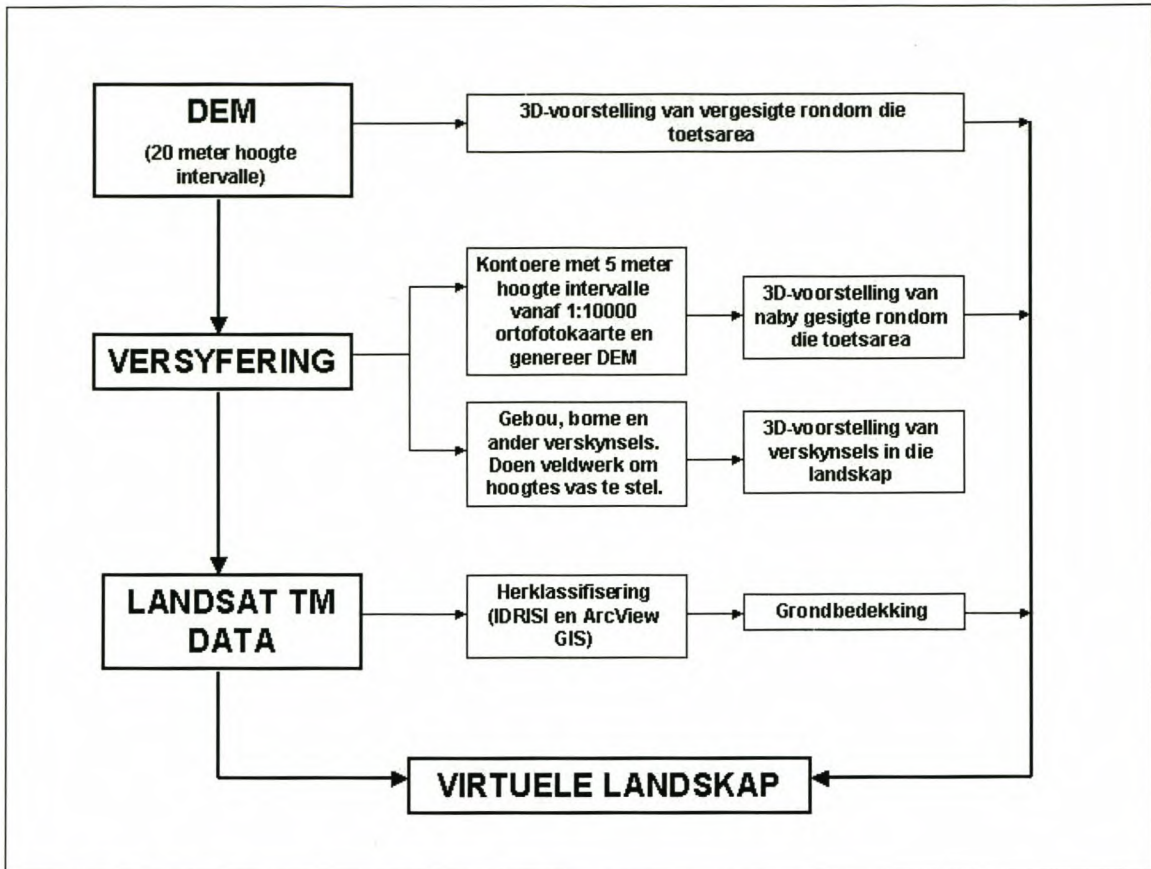 DEM
(20 meter hoogte
intervalle)
3D-voorstelling van vergesigte rondom die
toetsarea
VERSYFERING
Kontoere met 5 meter
hoogte intervalle
vanaf 1:10000
ortofotokaarte en
genereer DEM
3D-voorstelling van
naby gesigte rondom
die toetsarea
Gebou, bome en
ander verskynsels.
Doen veldwerk om
hoogtes vas te stel.
3D-voorstelling van
verskynsels in die
landskap
LANDSAT TM
DATA
Herklassifisering
(IDRISI en ArcView
GIS)
Grondbedekking
VIRTUELE LANDSKAP